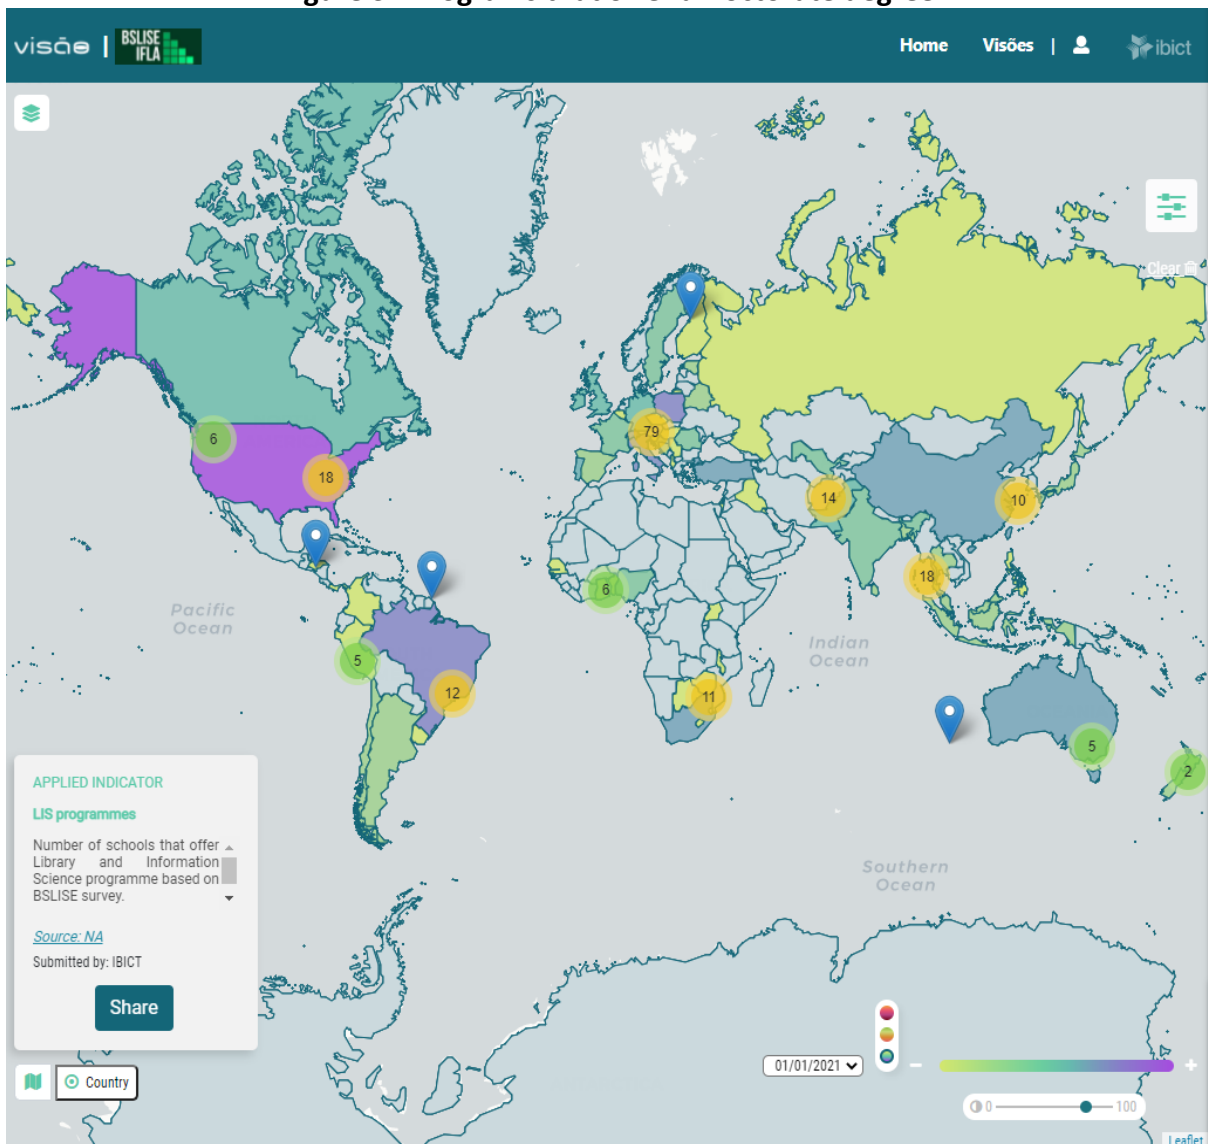 visão | BSLISE IFLA
Home Visões | ibict
Clear
6
18
79
14
10
18
6
5
12
11
5
2
Pacific
Ocean
Indian
Ocean
Southern
Ocean
APPLIED INDICATOR
LIS programmes
Number of schools that offer
Library and Information
Science programme based on
BSLISE survey.
Source: NA
Submitted by: IBICT
Share
Country
01/01/2021
0
100
Leaflet